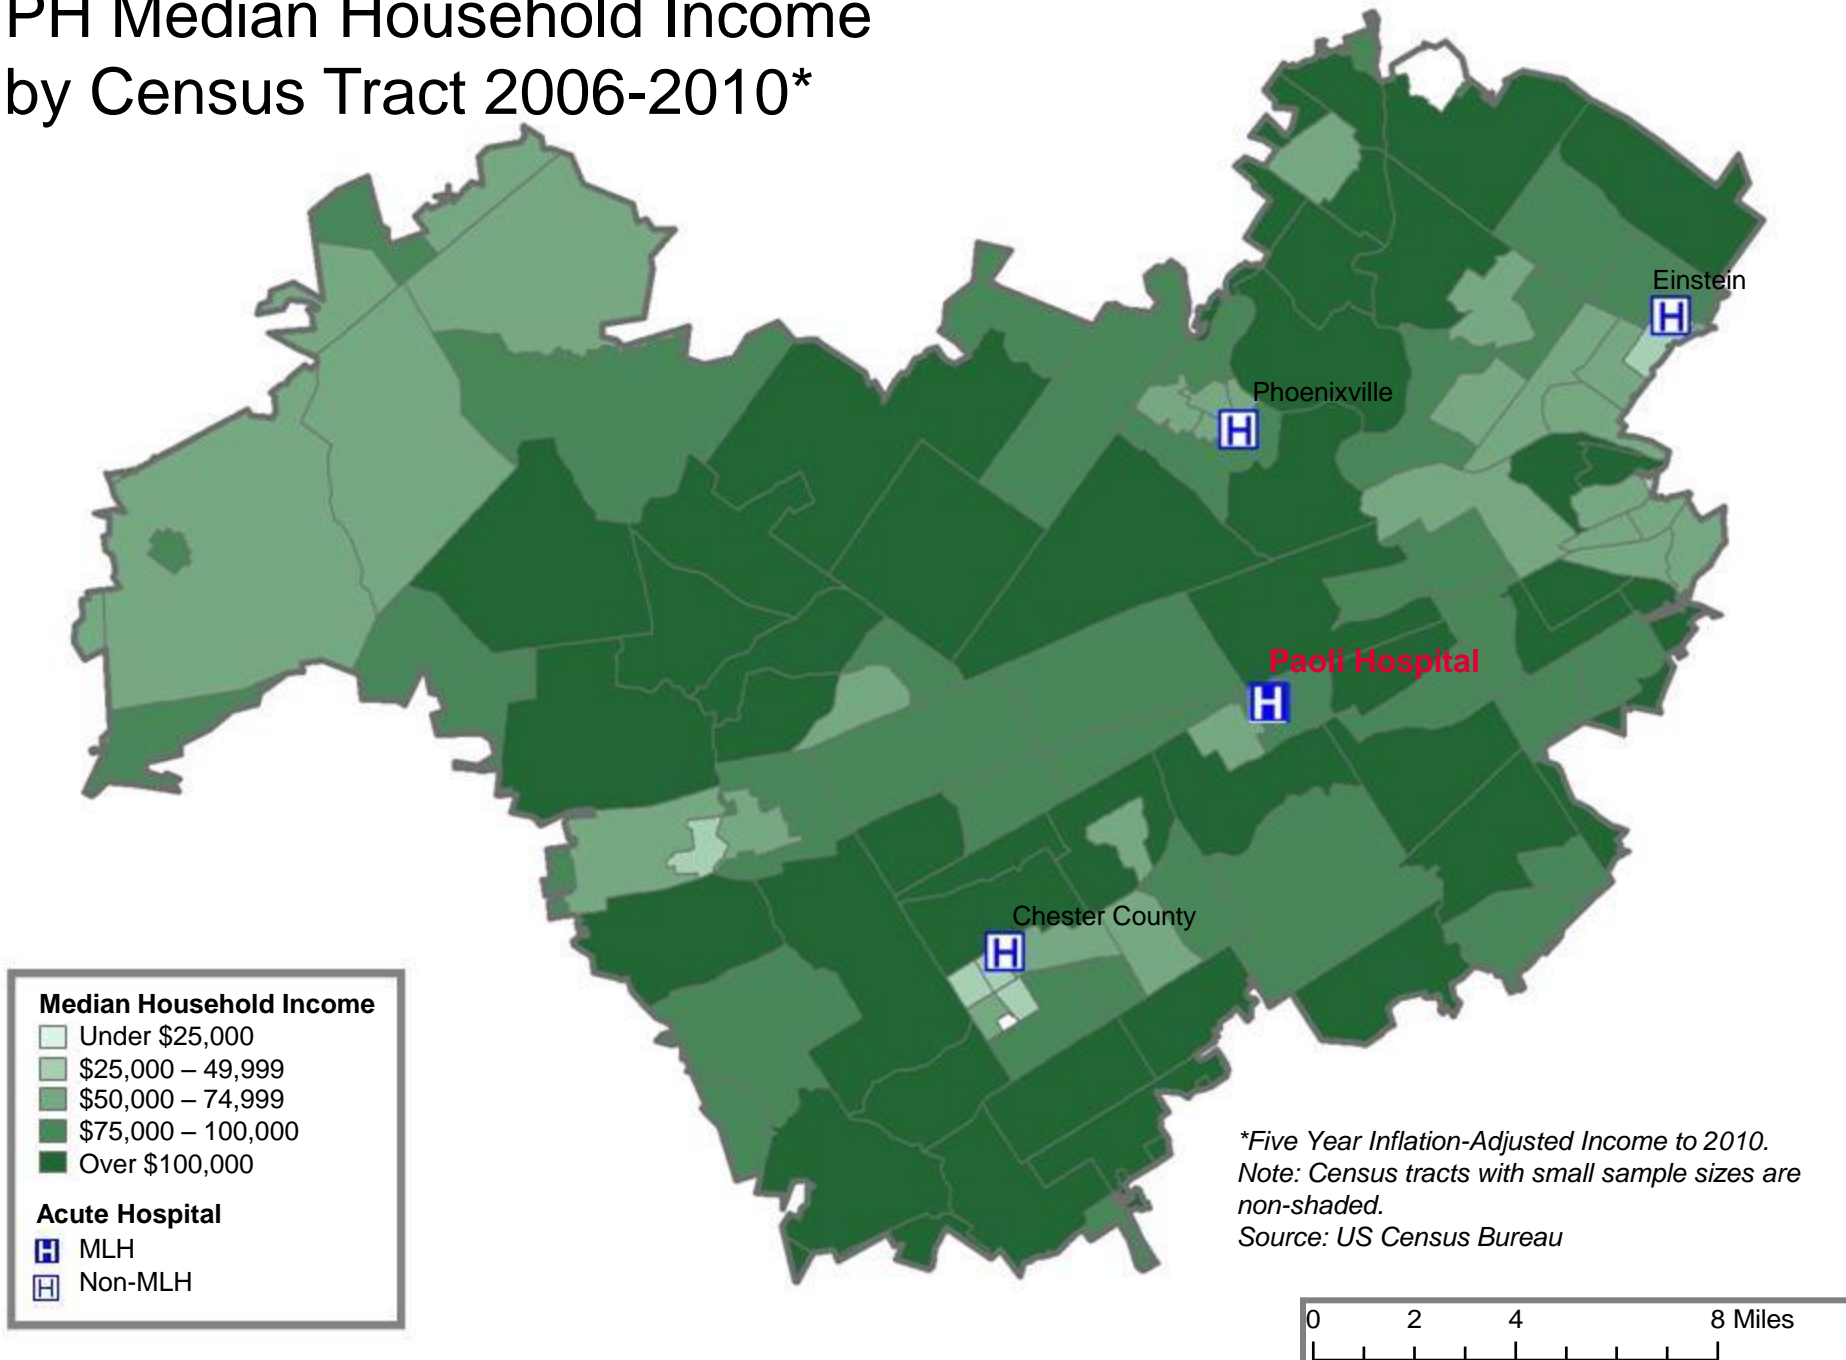 PH Median Household Income
by Census Tract 2006-2010*
Einstein
H
Phoenixville
H
Paoli Hospital
H
Chester County
H
Median Household Income
Under $25,000
$25,000 – 49,999
$50,000 – 74,999
$75,000 – 100,000
Over $100,000
Acute Hospital
H MLH
H Non-MLH
*Five Year Inflation-Adjusted Income to 2010.
Note: Census tracts with small sample sizes are
non-shaded.
Source: US Census Bureau
0 2 4 8 Miles